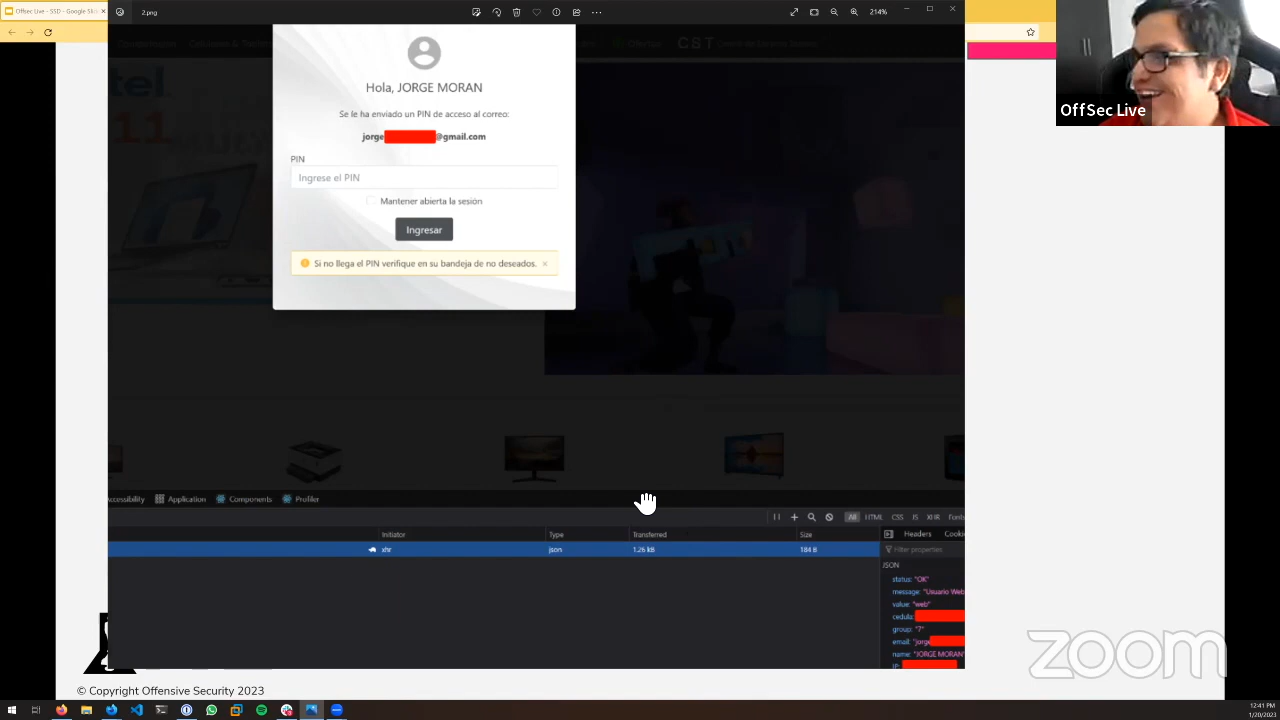 Offsec Live - SSD - Google Sli
2.png
214%
OffSec Live
CST
Ofertas
Hola, JORGE MORAN
Se le ha enviado un PIN de acceso al correo:
jorge @gmail.com
PIN
Ingrese el PIN
Mantener abierta la sesión
Ingresar
Si no llega el PIN verifique en su bandeja de no deseados.
Accessibility Application Components Profiler
All HTML CSS JS XHR Fonts
Initiator Type Transferred Size
Headers Cooki
xhr json 1.26 kB 184 B
Filter properties
JSON
status: "OK"
message: "Usuario Web
value: "web"
cedula:
group: "7"
email: "jorge
name: "JORGE MORAN"
zoom
© Copyright Offensive Security 2023
12:41 PM
1/20/2023